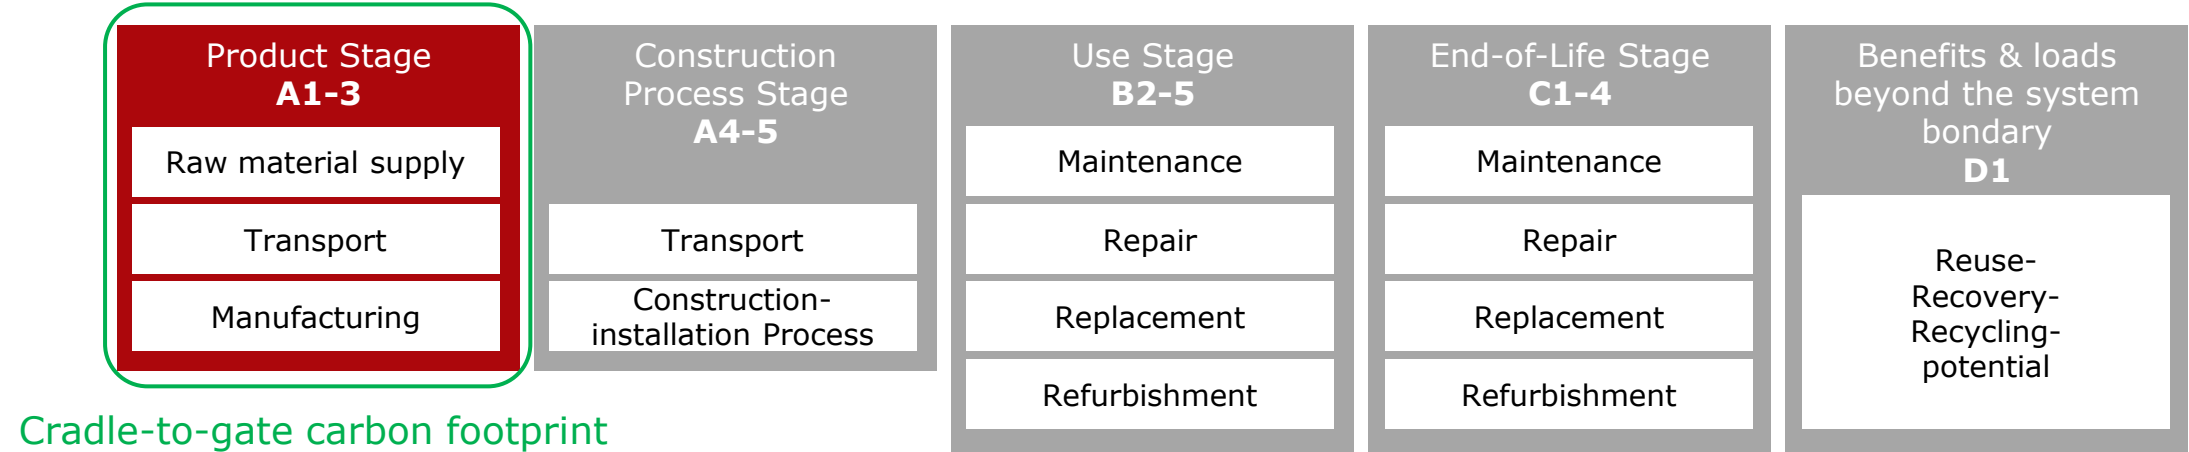 Product Stage
A1-3
Raw material supply
Transport
Manufacturing
Construction
Process Stage
A4-5
Transport
Construction-
installation Process
Use Stage
B2-5
Maintenance
Repair
Replacement
Refurbishment
End-of-Life Stage
C1-4
Maintenance
Repair
Replacement
Refurbishment
Benefits & loads
beyond the system
bondary
D1
Reuse-
Recovery-
Recycling-
potential
Cradle-to-gate carbon footprint